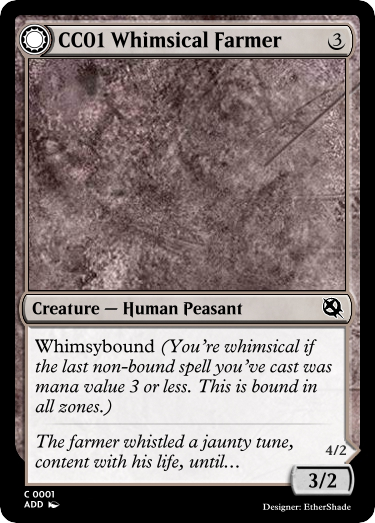 CC01 Whimsical Farmer 3
Creature — Human Peasant
Whimsybound (You're whimsical if
the last non-bound spell you've cast was
mana value 3 or less. This is bound in
all zones.)
The farmer whistled a jaunty tune,
content with his life, until...
4/2
3/2
C 0001
ADD
Designer: EtherShade